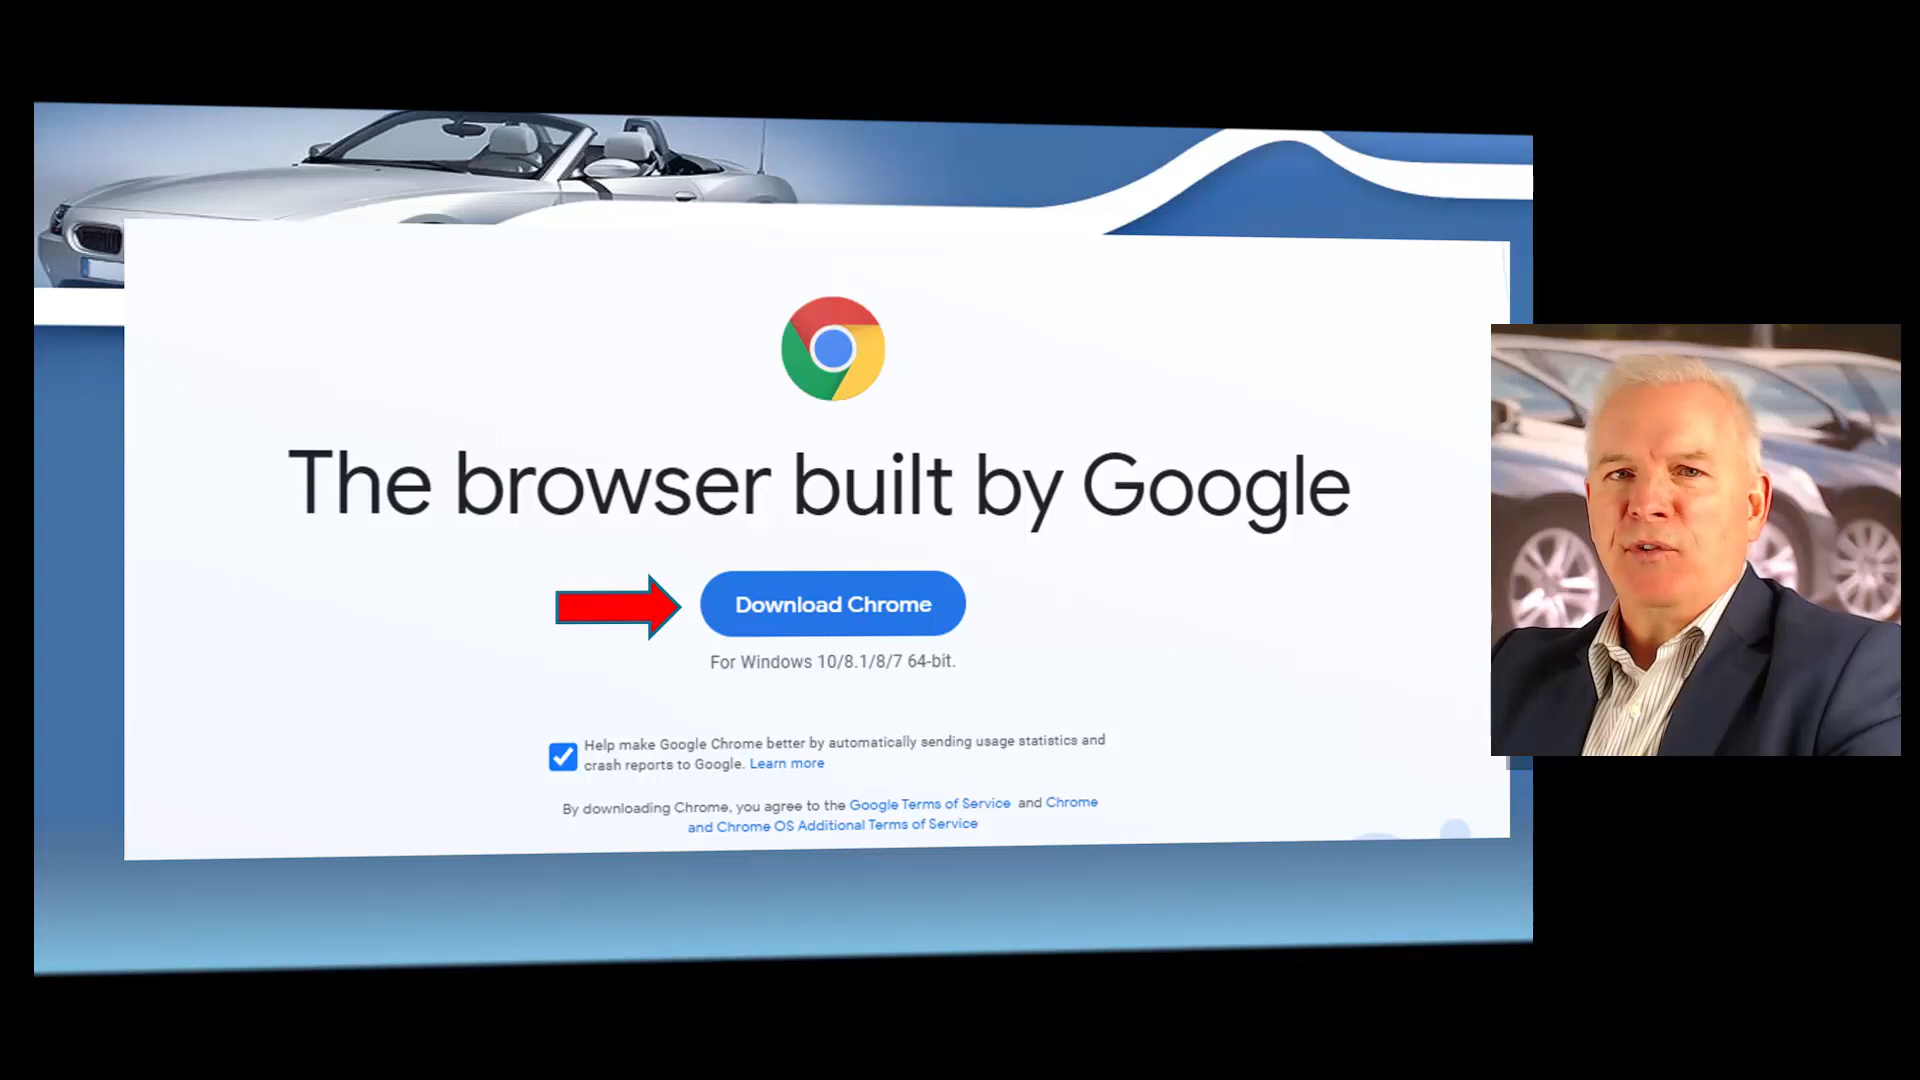 The browser built by Google
Download Chrome
For Windows 10/8.1/8/7 64-bit.
Help make Google Chrome better by automatically sending usage statistics and
crash reports to Google. Learn more
By downloading Chrome, you agree to the Google Terms of Service and Chrome
and Chrome OS Additional Terms of Service